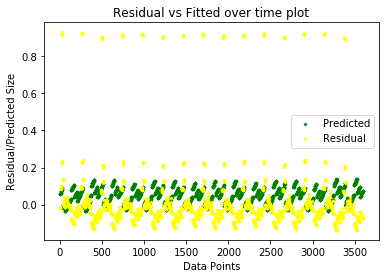 Residual vs Fitted over time plot
Residual/Predicted Size
0.8
0.6
0.4
0.2
0.0
Predicted
Residual
0
500
1000
1500
2000
2500
3000
3500
Data Points